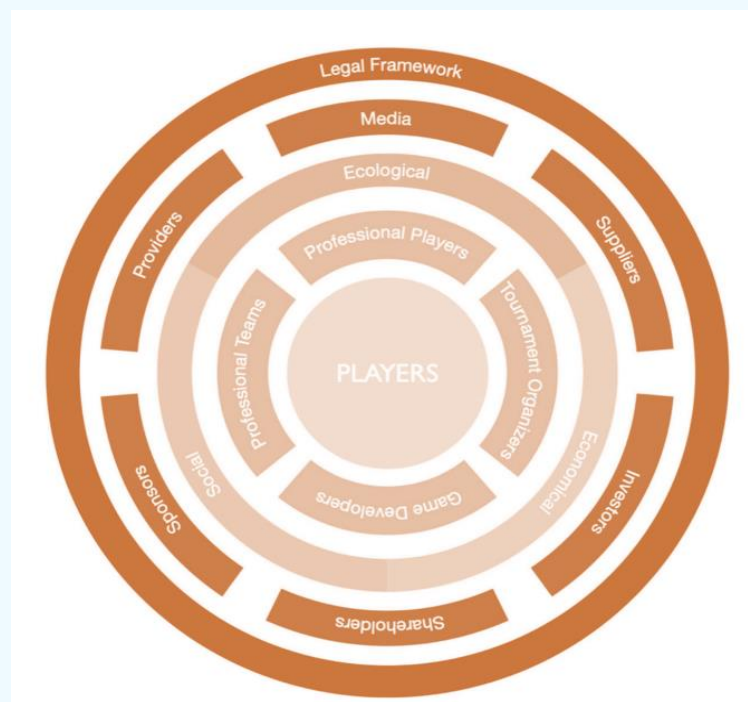 Legal Framework
Media
Providers
Suppliers
Ecological
Professional Players
Professional Teams
Tournament Organizers
PLAYERS
Game Developers
Social
Economical
Sponsors
Investors
Shareholders